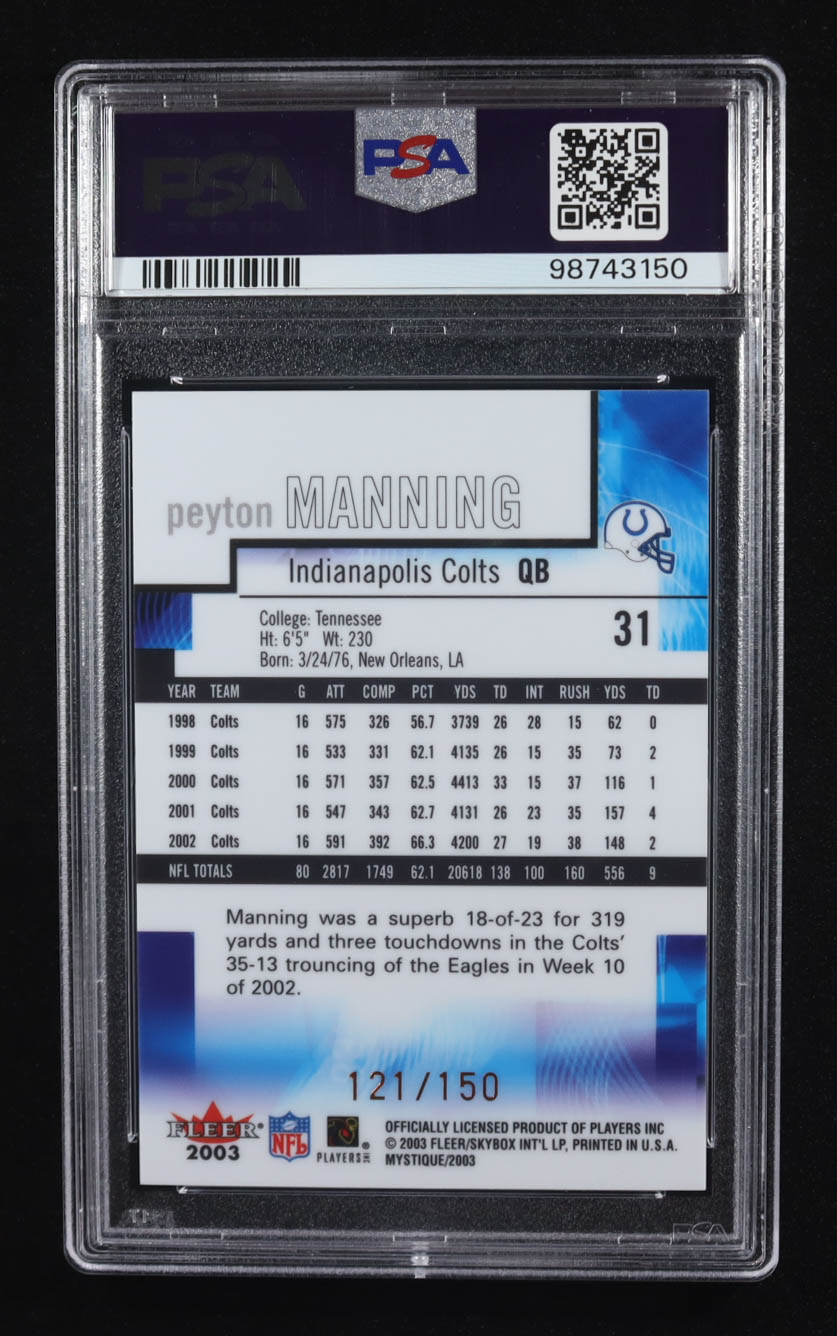 PSA
PSA
98743150
peyton MANNING
Indianapolis Colts QB
College: Tennessee
Ht: 6'5" Wt: 230
Born: 3/24/76, New Orleans, LA
31
YEAR TEAM G ATT COMP PCT YDS TD INT RUSH YDS TD
1998 Colts 16 575 326 56.7 3739 26 28 15 62 0
1999 Colts 16 533 331 62.1 4135 26 15 35 73 2
2000 Colts 16 571 357 62.5 4413 33 15 37 116 1
2001 Colts 16 547 343 62.7 4131 26 23 35 157 4
2002 Colts 16 591 392 66.3 4200 27 19 38 148 2
NFL TOTALS 80 2817 1749 62.1 20618 138 100 160 556 9
Manning was a superb 18-of-23 for 319
yards and three touchdowns in the Colts'
35-13 trouncing of the Eagles in Week 10
of 2002.
121/150
FLEER®
2003
NFL
PLAYERS INC ®
OFFICIALLY LICENSED PRODUCT OF PLAYERS INC
© 2003 FLEER/SKYBOX INT'L LP, PRINTED IN U.S.A.
MYSTIQUE/2003
PSA